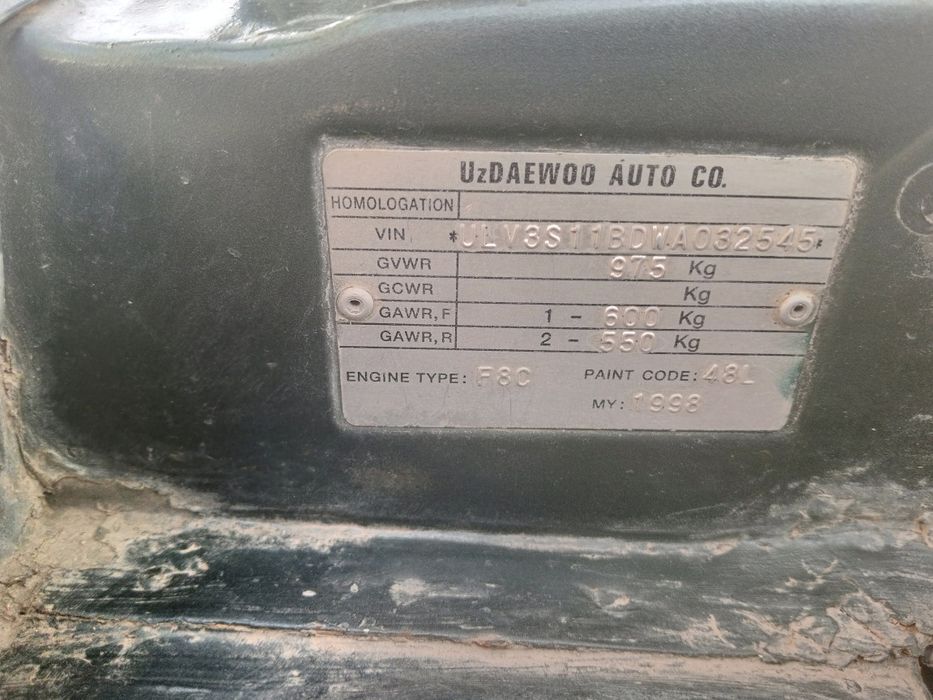 UzDAEWOO AUTO CO.
HOMOLOGATION
VIN *ULV3S11BDWA032545*
GVWR 975 Kg
GCWR Kg
GAWR,F 1 - 600 Kg
GAWR,R 2 - 550 Kg
ENGINE TYPE: F8C PAINT CODE: 48L
MY: 1998